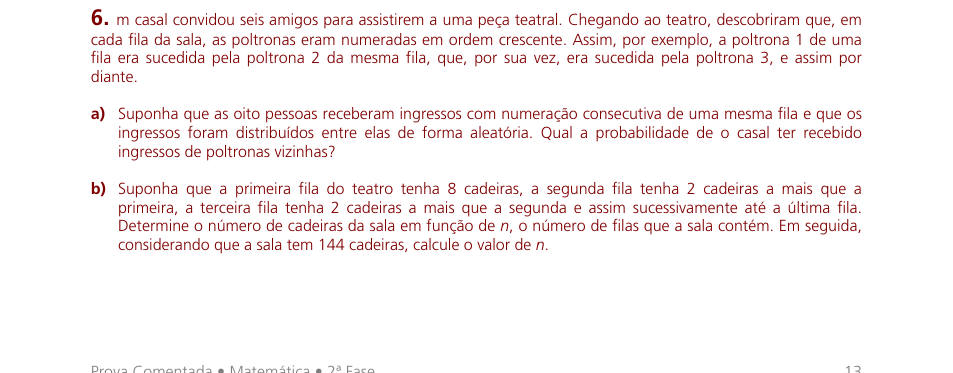 6. m casal convidou seis amigos para assistirem a uma peça teatral. Chegando ao teatro, descobriram que, em
cada fila da sala, as poltronas eram numeradas em ordem crescente. Assim, por exemplo, a poltrona 1 de uma
fila era sucedida pela poltrona 2 da mesma fila, que, por sua vez, era sucedida pela poltrona 3, e assim por
diante.
a) Suponha que as oito pessoas receberam ingressos com numeração consecutiva de uma mesma fila e que os
ingressos foram distribuídos entre elas de forma aleatória. Qual a probabilidade de o casal ter recebido
ingressos de poltronas vizinhas?
b) Suponha que a primeira fila do teatro tenha 8 cadeiras, a segunda fila tenha 2 cadeiras a mais que a
primeira, a terceira fila tenha 2 cadeiras a mais que a segunda e assim sucessivamente até a última fila.
Determine o número de cadeiras da sala em função de n, o número de filas que a sala contém. Em seguida,
considerando que a sala tem 144 cadeiras, calcule o valor de n.
Prova Comentada • Matemática • 2ª Fase 13